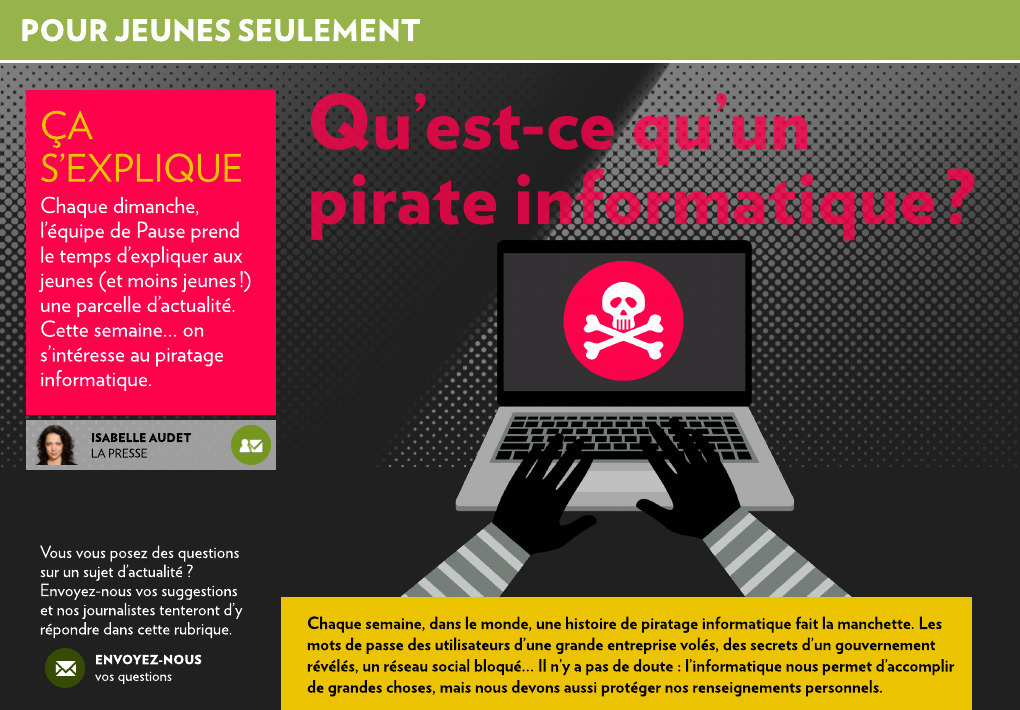 POUR JEUNES SEULEMENT
ÇA
S'EXPLIQUE
Chaque dimanche,
l'équipe de Pause prend
le temps d'expliquer aux
jeunes (et moins jeunes !)
une parcelle d'actualité.
Cette semaine... on
s'intéresse au piratage
informatique.
ISABELLE AUDET
LA PRESSE
Qu'est-ce qu'un
pirate informatique ?
Vous vous posez des questions
sur un sujet d'actualité ?
Envoyez-nous vos suggestions
et nos journalistes tenteront d'y
répondre dans cette rubrique.
ENVOYEZ-NOUS
vos questions
Chaque semaine, dans le monde, une histoire de piratage informatique fait la manchette. Les
mots de passe des utilisateurs d'une grande entreprise volés, des secrets d'un gouvernement
révélés, un réseau social bloqué... Il n'y a pas de doute : l'informatique nous permet d'accomplir
de grandes choses, mais nous devons aussi protéger nos renseignements personnels.